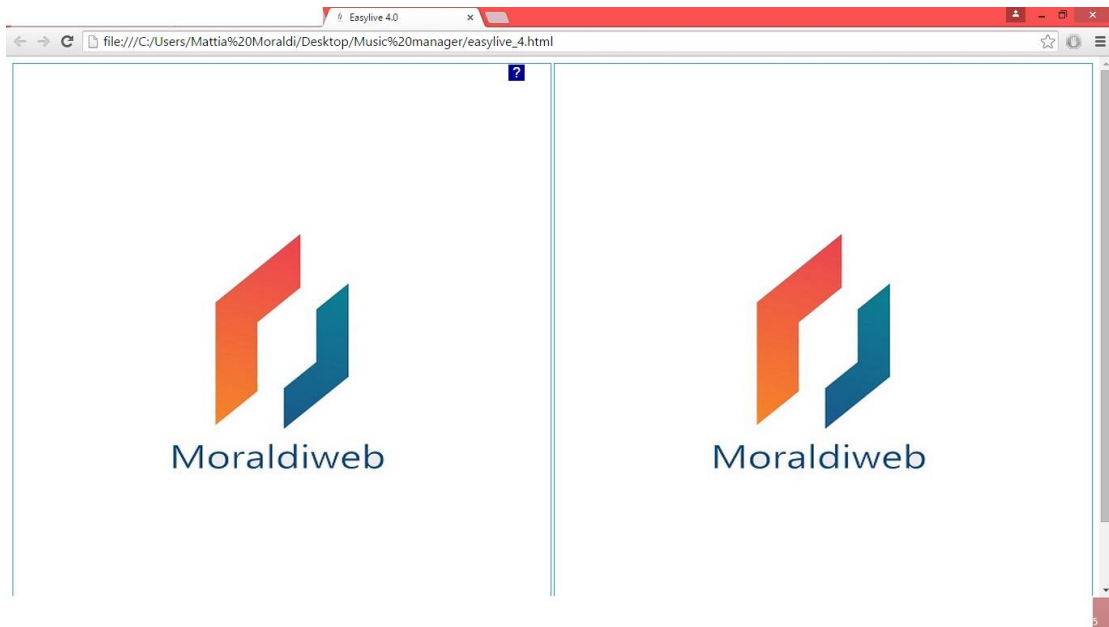 Easylive 4.0
file:///C:/Users/Mattia%20Moraldi/Desktop/Music%20manager/easylive_4.html
?
Moraldiweb
Moraldiweb